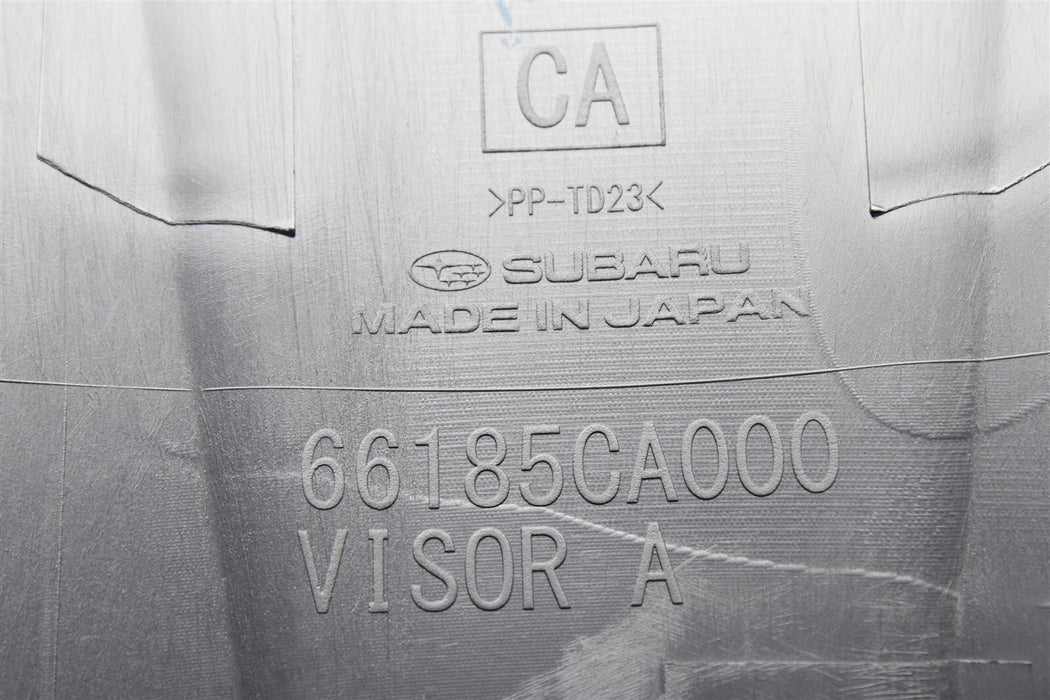 CA
>PP-TD23<
SUBARU
MADE IN JAPAN
66185CA000
VISOR A